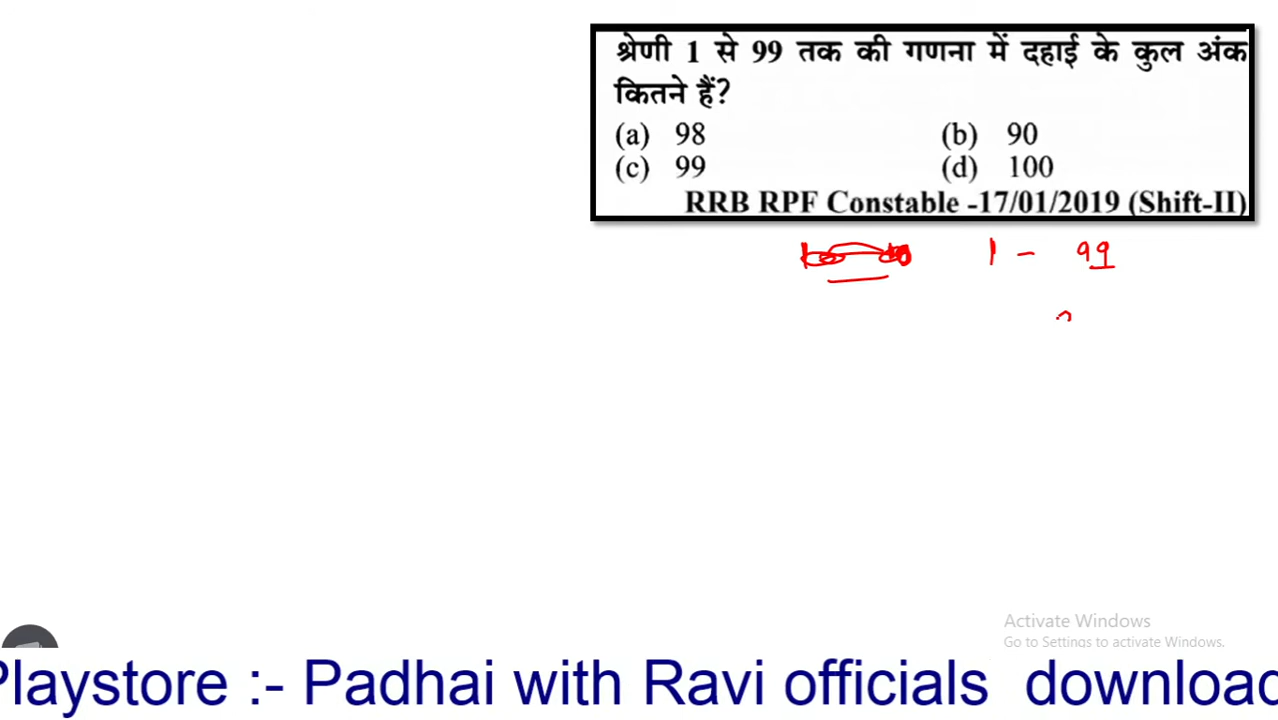 श्रेणी 1 से 99 तक की गणना में दहाई के कुल अंक
कितने हैं?
(a) 98 (b) 90
(c) 99 (d) 100
RRB RPF Constable -17/01/2019 (Shift-II)
1 - 99
Activate Windows
Go to Settings to activate Windows.
Playstore :- Padhai with Ravi officials download